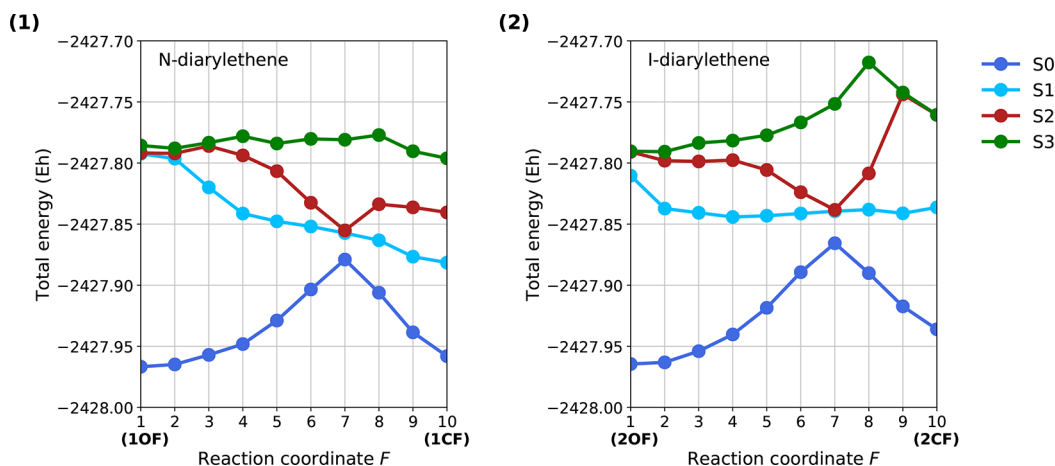 (1)
N-diarylethene
Total energy (Eh)
−2427.70
−2427.75
−2427.80
−2427.85
−2427.90
−2427.95
−2428.00
1 2 3 4 5 6 7 8 9 10
(1OF) (1CF)
Reaction coordinate F
(2)
I-diarylethene
Total energy (Eh)
−2427.70
−2427.75
−2427.80
−2427.85
−2427.90
−2427.95
−2428.00
1 2 3 4 5 6 7 8 9 10
(2OF) (2CF)
Reaction coordinate F
S0
S1
S2
S3